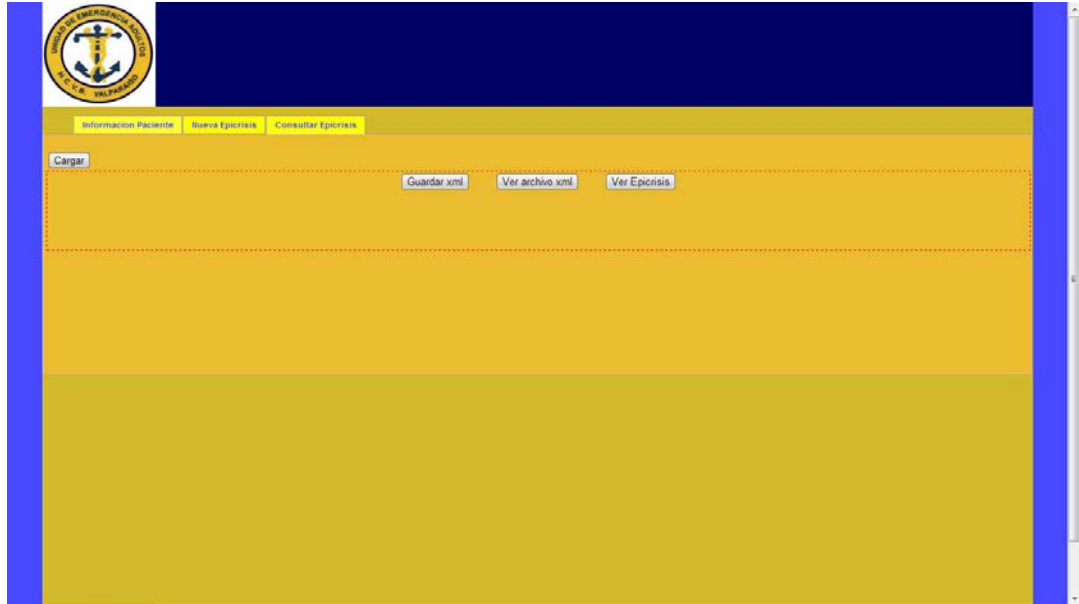 UNIDAD DE EMERGENCIA ADULTOS
H.C.V.B. VALPARAISO
Informacion Paciente Nueva Epicrisis Consultar Epicrisis
Cargar
Guardar xml Ver archivo xml Ver Epicrisis